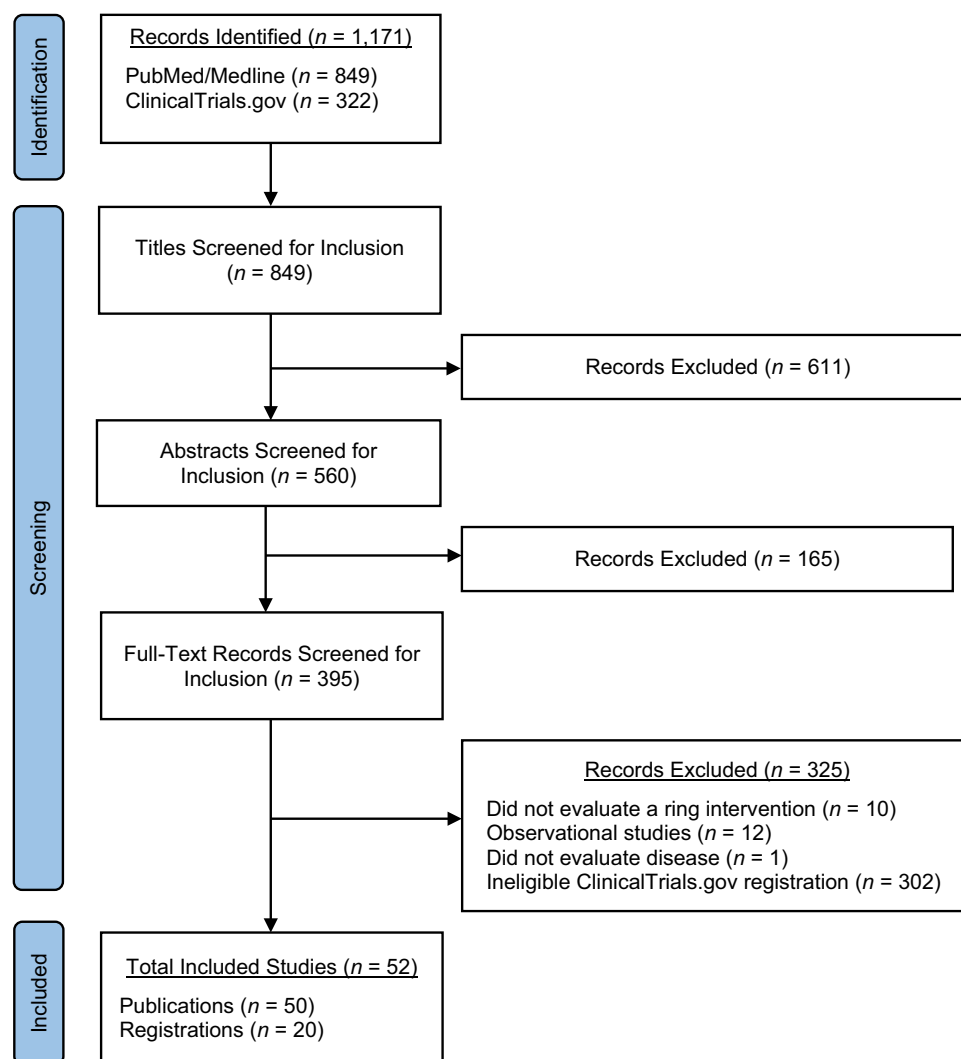 Identification
Records Identified (n = 1,171)
PubMed/Medline (n = 849)
ClinicalTrials.gov (n = 322)
Screening
Titles Screened for Inclusion
(n = 849)
Records Excluded (n = 611)
Abstracts Screened for
Inclusion (n = 560)
Records Excluded (n = 165)
Full-Text Records Screened for
Inclusion (n = 395)
Records Excluded (n = 325)
Did not evaluate a ring intervention (n = 10)
Observational studies (n = 12)
Did not evaluate disease (n = 1)
Ineligible ClinicalTrials.gov registration (n = 302)
Included
Total Included Studies (n = 52)
Publications (n = 50)
Registrations (n = 20)